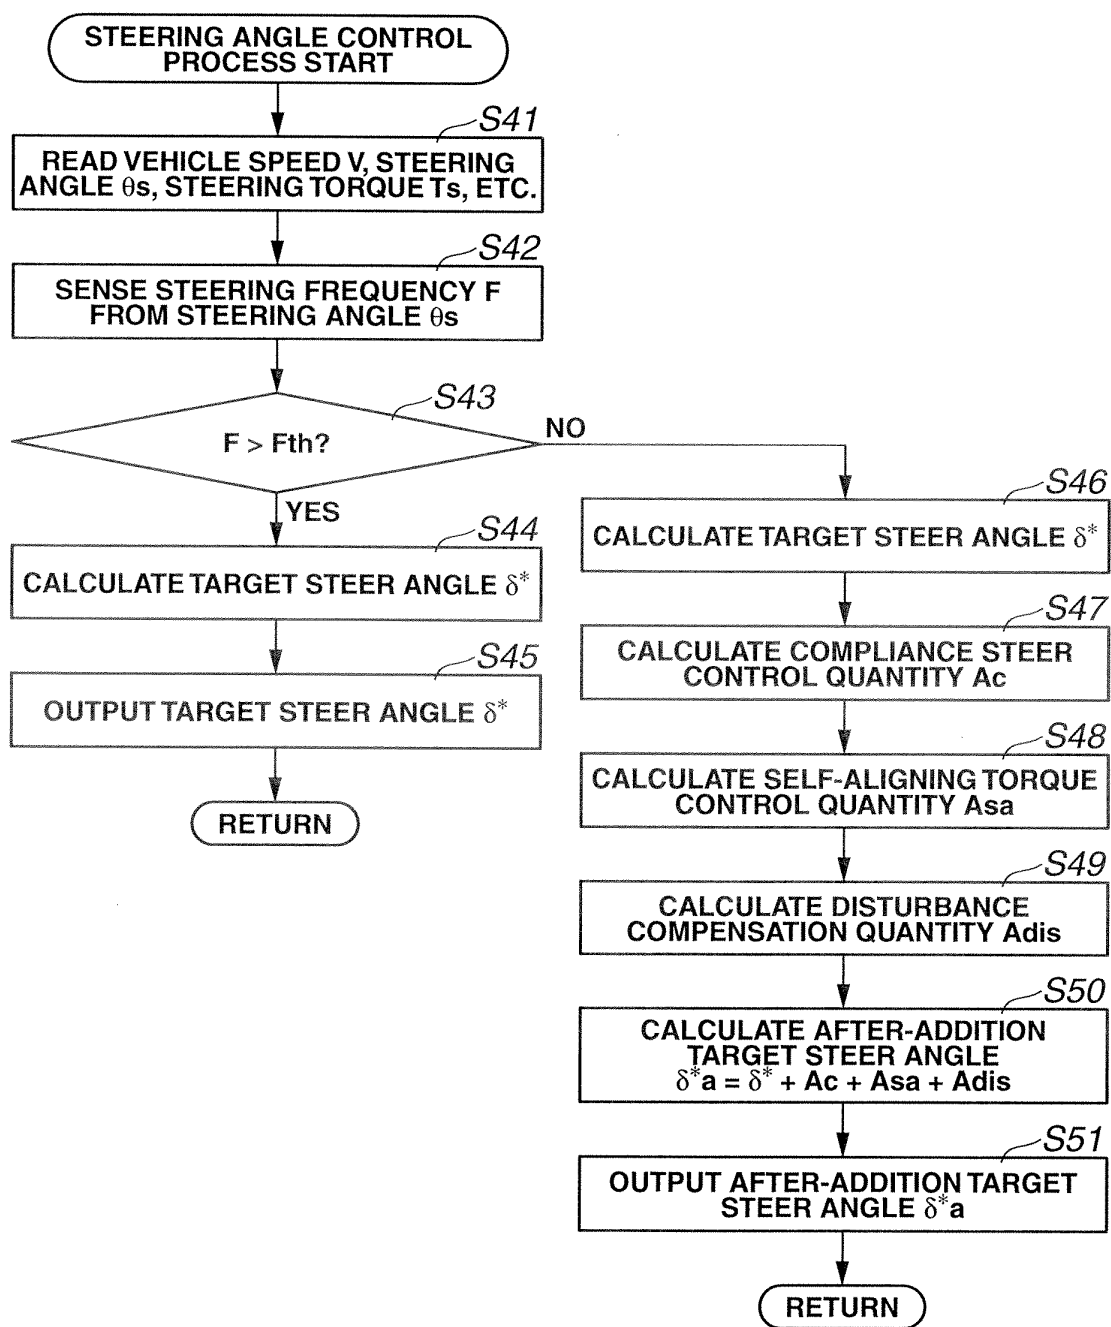 STEERING ANGLE CONTROL
PROCESS START
S41
READ VEHICLE SPEED V, STEERING
ANGLE θs, STEERING TORQUE Ts, ETC.
S42
SENSE STEERING FREQUENCY F
FROM STEERING ANGLE θs
S43
F > Fth?
NO
YES
S44
CALCULATE TARGET STEER ANGLE δ*
S45
OUTPUT TARGET STEER ANGLE δ*
RETURN
S46
CALCULATE TARGET STEER ANGLE δ*
S47
CALCULATE COMPLIANCE STEER
CONTROL QUANTITY Ac
S48
CALCULATE SELF-ALIGNING TORQUE
CONTROL QUANTITY Asa
S49
CALCULATE DISTURBANCE
COMPENSATION QUANTITY Adis
S50
CALCULATE AFTER-ADDITION
TARGET STEER ANGLE
δ*a = δ* + Ac + Asa + Adis
S51
OUTPUT AFTER-ADDITION TARGET
STEER ANGLE δ*a
RETURN